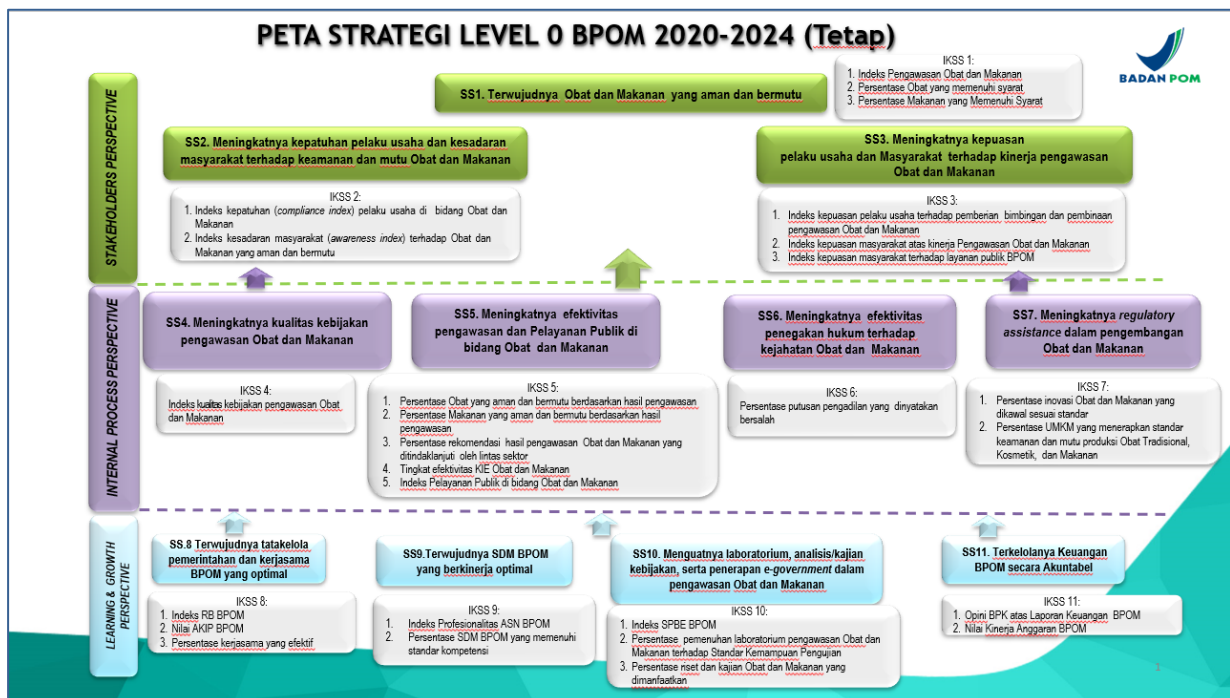 PETA STRATEGI LEVEL 0 BPOM 2020-2024 (Tetap)
BADAN POM
STAKEHOLDERS PERSPECTIVE
SS1. Terwujudnya Obat dan Makanan yang aman dan bermutu
IKSS 1:
1. Indeks Pengawasan Obat dan Makanan
2. Persentase Obat yang memenuhi syarat
3. Persentase Makanan yang Memenuhi Syarat
SS2. Meningkatnya kepatuhan pelaku usaha dan kesadaran
masyarakat terhadap keamanan dan mutu Obat dan Makanan
IKSS 2:
1. Indeks kepatuhan (compliance index) pelaku usaha di bidang Obat dan
Makanan
2. Indeks kesadaran masyarakat (awareness index) terhadap Obat dan
Makanan yang aman dan bermutu
SS3. Meningkatnya kepuasan
pelaku usaha dan Masyarakat terhadap kinerja pengawasan
Obat dan Makanan
IKSS 3:
1. Indeks kepuasan pelaku usaha terhadap pemberian bimbingan dan pembinaan
pengawasan Obat dan Makanan
2. Indeks kepuasan masyarakat atas kinerja Pengawasan Obat dan Makanan
3. Indeks kepuasan masyarakat terhadap layanan publik BPOM
INTERNAL PROCESS PERSPECTIVE
SS4. Meningkatnya kualitas kebijakan
pengawasan Obat dan Makanan
IKSS 4:
Indeks kualitas kebijakan pengawasan Obat
dan Makanan
SS5. Meningkatnya efektivitas
pengawasan dan Pelayanan Publik di
bidang Obat dan Makanan
IKSS 5:
1. Persentase Obat yang aman dan bermutu berdasarkan hasil pengawasan
2. Persentase Makanan yang aman dan bermutu berdasarkan hasil
pengawasan
3. Persentase rekomendasi hasil pengawasan Obat dan Makanan yang
ditindaklanjuti oleh lintas sektor
4. Tingkat efektivitas KIE Obat dan Makanan
5. Indeks Pelayanan Publik di bidang Obat dan Makanan
SS6. Meningkatnya efektivitas
penegakan hukum terhadap
kejahatan Obat dan Makanan
IKSS 6:
Persentase putusan pengadilan yang dinyatakan
bersalah
SS7. Meningkatnya regulatory
assistance dalam pengembangan
Obat dan Makanan
IKSS 7:
1. Persentase inovasi Obat dan Makanan yang
dikawal sesuai standar
2. Persentase UMKM yang menerapkan standar
keamanan dan mutu produksi Obat Tradisional,
Kosmetik, dan Makanan
LEARNING & GROWTH
PERSPECTIVE
SS.8 Terwujudnya tatakelola
pemerintahan dan kerjasama
BPOM yang optimal
IKSS 8:
1. Indeks RB BPOM
2. Nilai AKIP BPOM
3. Persentase kerjasama yang efektif
SS9.Terwujudnya SDM BPOM
yang berkinerja optimal
IKSS 9:
1. Indeks Profesionalitas ASN BPOM
2. Persentase SDM BPOM yang memenuhi
standar kompetensi
SS10. Menguatnya laboratorium, analisis/kajian
kebijakan, serta penerapan e-government dalam
pengawasan Obat dan Makanan
IKSS 10:
1. Indeks SPBE BPOM
2. Persentase pemenuhan laboratorium pengawasan Obat dan
Makanan terhadap Standar Kemampuan Pengujian
3. Persentase riset dan kajian Obat dan Makanan yang
dimanfaatkan
SS11. Terkelolanya Keuangan
BPOM secara Akuntabel
IKSS 11:
1. Opini BPK atas Laporan Keuangan BPOM
2. Nilai Kinerja Anggaran BPOM